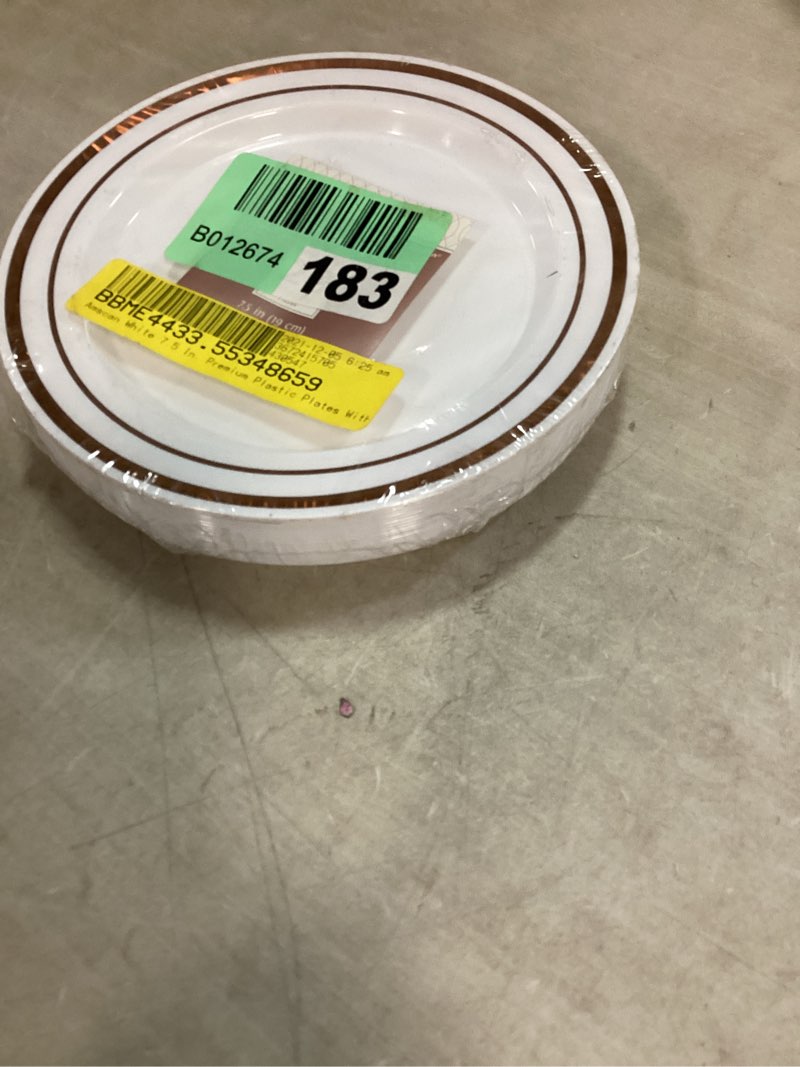 B012674
183
7.5 in (19 cm)
BBME4433.55348659
2021-12-05 6:25 am
Amscan White 7 5 in. Premium Plastic Plates With